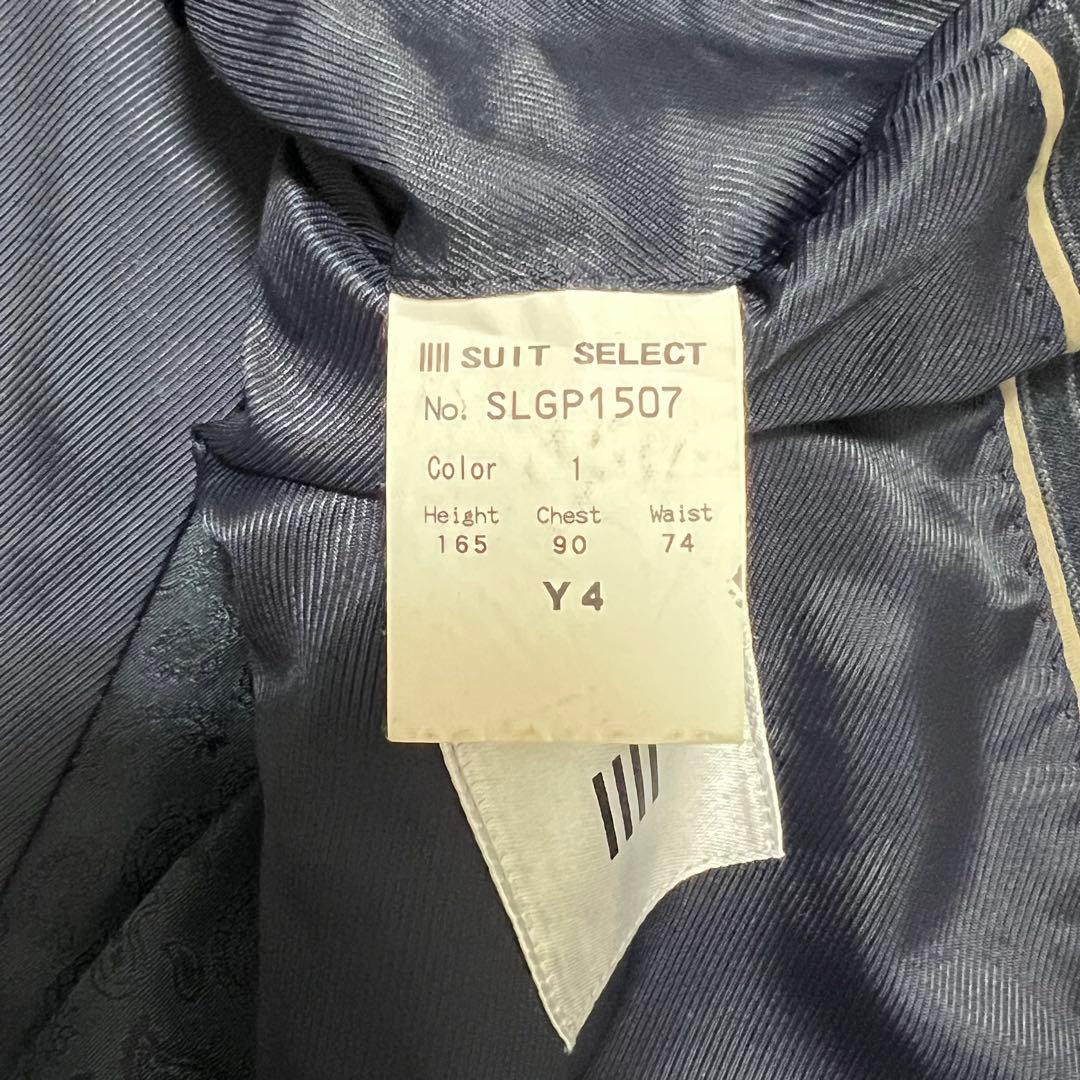 SUIT SELECT
No. SLGP1507
Color 1
Height Chest Waist
165 90 74
Y4